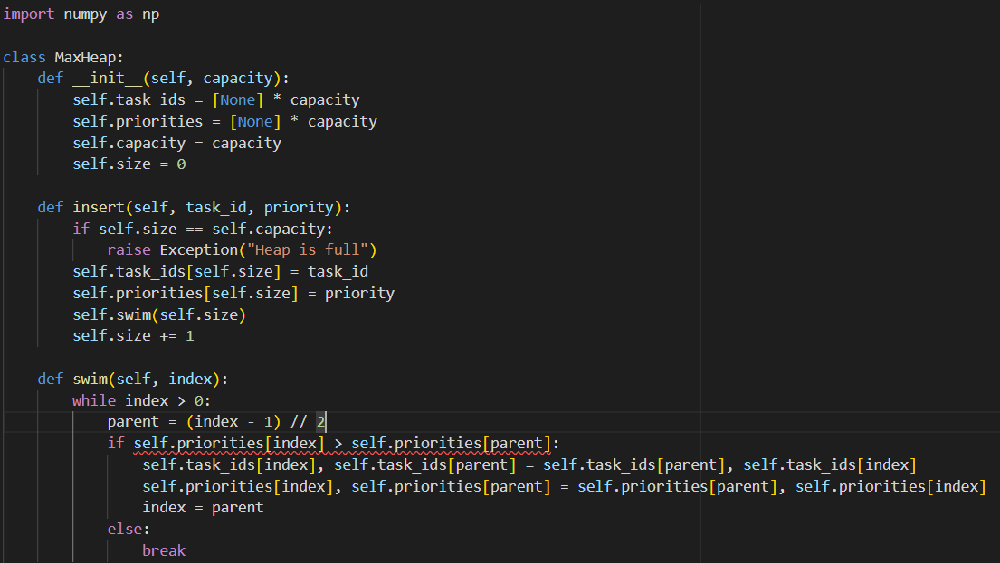 import numpy as np
class MaxHeap:
    def __init__(self, capacity):
        self.task_ids = [None] * capacity
        self.priorities = [None] * capacity
        self.capacity = capacity
        self.size = 0
    def insert(self, task_id, priority):
        if self.size == self.capacity:
            raise Exception("Heap is full")
        self.task_ids[self.size] = task_id
        self.priorities[self.size] = priority
        self.swim(self.size)
        self.size += 1
    def swim(self, index):
        while index > 0:
            parent = (index - 1) // 2
            if self.priorities[index] > self.priorities[parent]:
                self.task_ids[index], self.task_ids[parent] = self.task_ids[parent], self.task_ids[index]
                self.priorities[index], self.priorities[parent] = self.priorities[parent], self.priorities[index]
                index = parent
            else:
                break